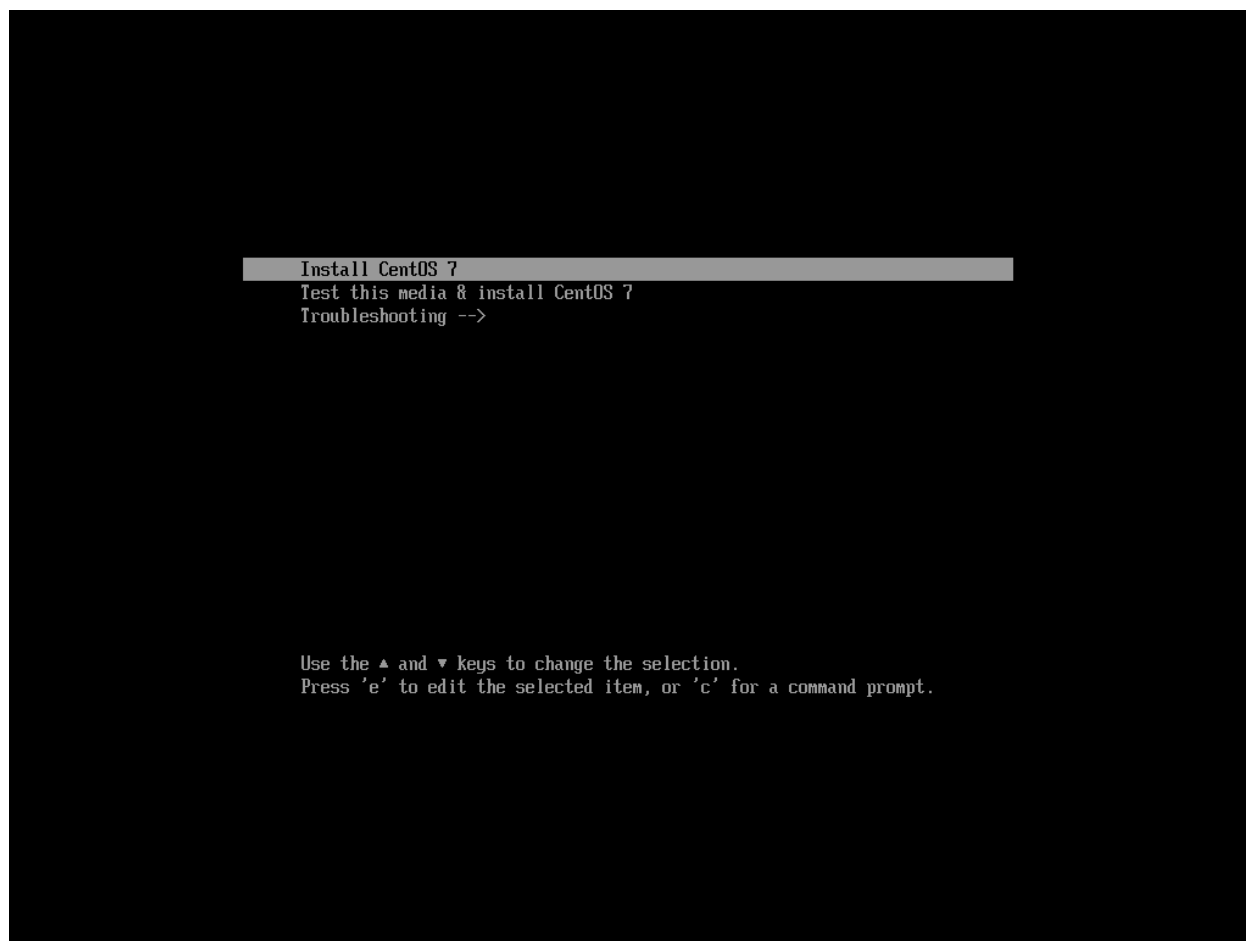 Install CentOS 7
Test this media & install CentOS 7
Troubleshooting -->
Use the ▲ and ▼ keys to change the selection.
Press 'e' to edit the selected item, or 'c' for a command prompt.